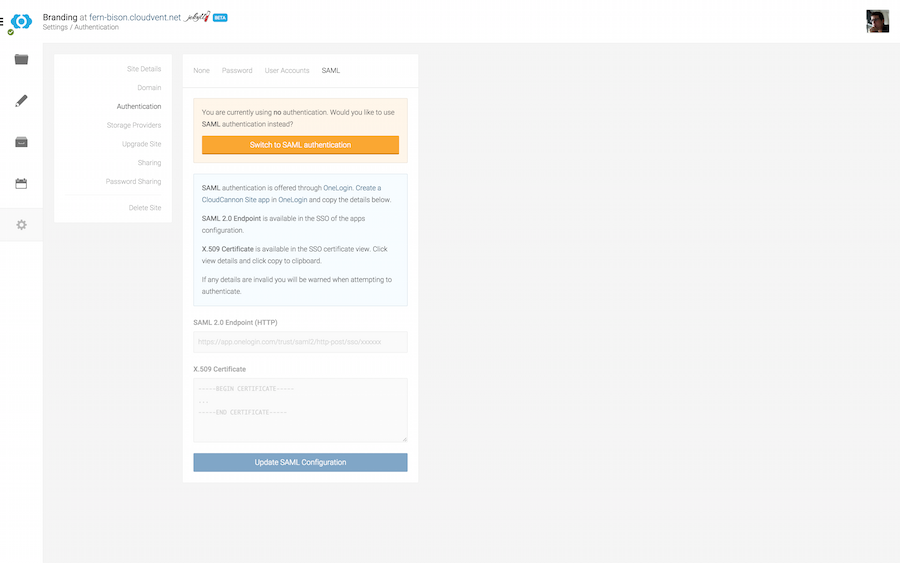 Branding at fern-bison.cloudvent.net jekyll BETA
Settings / Authentication
Site Details
Domain
Authentication
Storage Providers
Upgrade Site
Sharing
Password Sharing
Delete Site
None Password User Accounts SAML
You are currently using no authentication. Would you like to use
SAML authentication instead?
Switch to SAML authentication
SAML authentication is offered through OneLogin. Create a
CloudCannon Site app in OneLogin and copy the details below.
SAML 2.0 Endpoint is available in the SSO of the apps
configuration.
X.509 Certificate is available in the SSO certificate view. Click
view details and click copy to clipboard.
If any details are invalid you will be warned when attempting to
authenticate.
SAML 2.0 Endpoint (HTTP)
https://app.onelogin.com/trust/saml2/http-post/sso/xxxxxx
X.509 Certificate
-----BEGIN CERTIFICATE-----
...
-----END CERTIFICATE-----
Update SAML Configuration